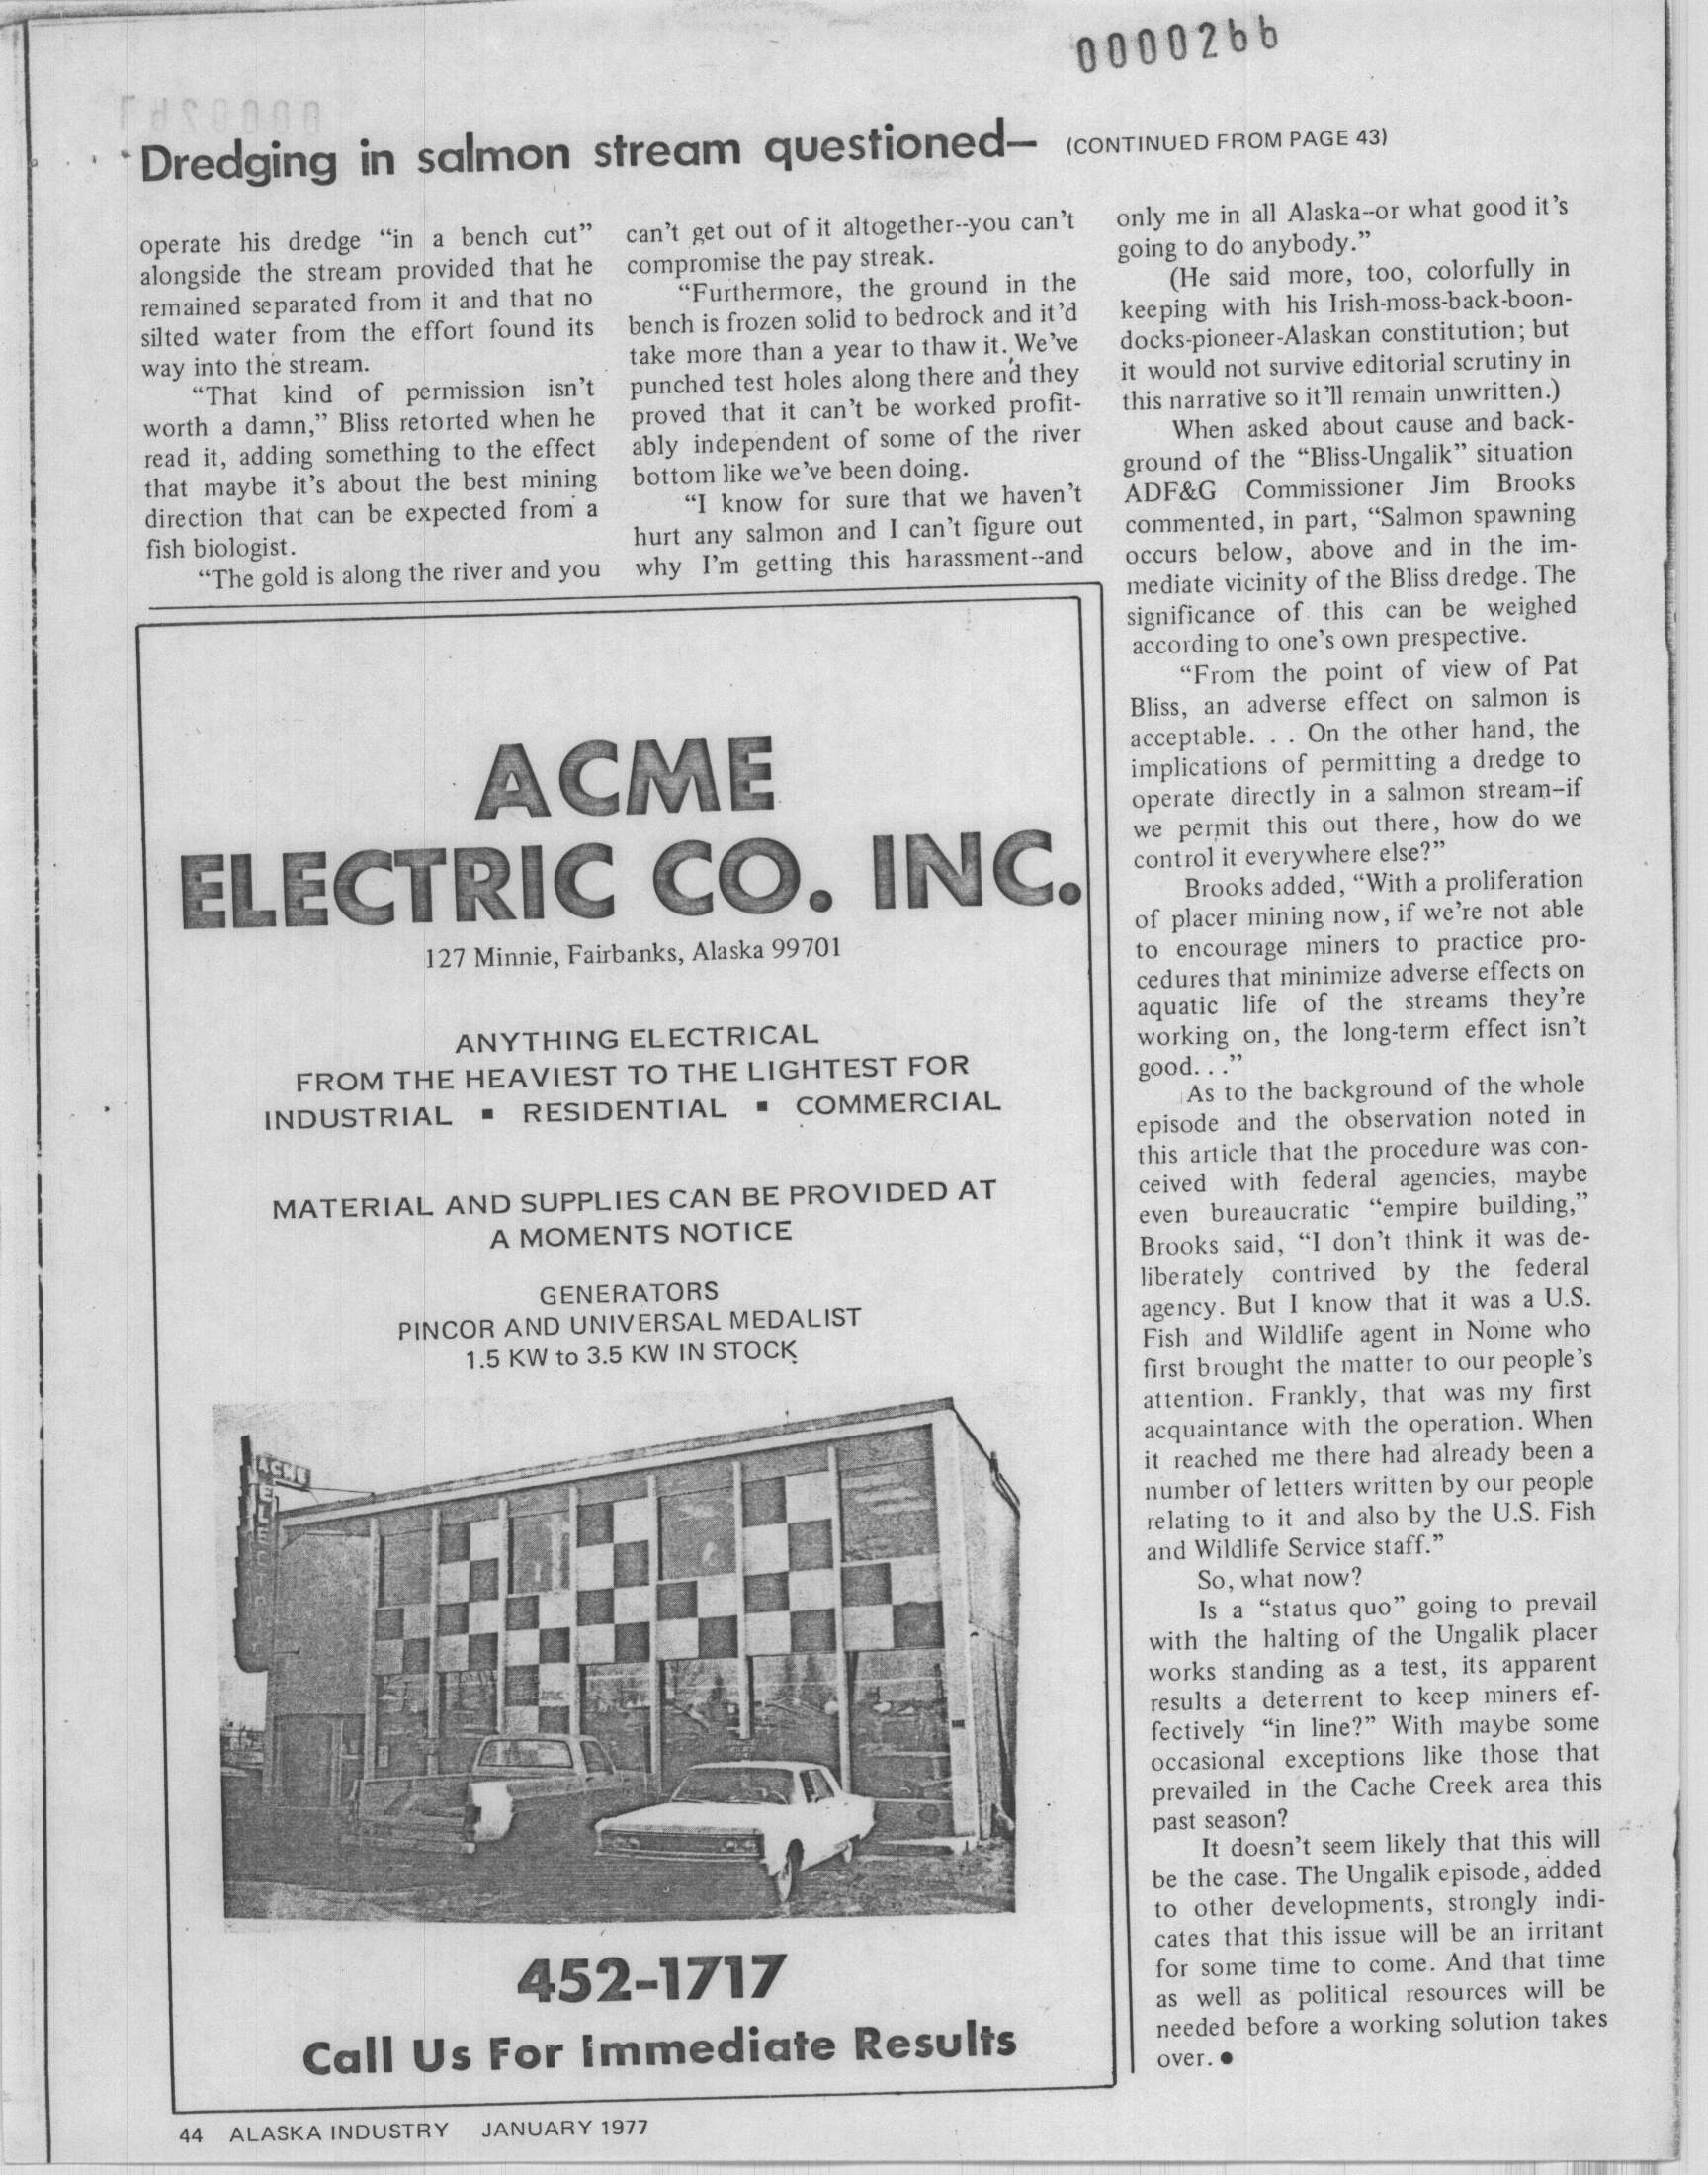 0000266
Dredging in salmon stream questioned— (CONTINUED FROM PAGE 43)
operate his dredge “in a bench cut”
alongside the stream provided that he
remained separated from it and that no
silted water from the effort found its
way into the stream.
“That kind of permission isn't
worth a damn,” Bliss retorted when he
read it, adding something to the effect
that maybe it's about the best mining
direction that can be expected from a
fish biologist.
“The gold is along the river and you
can't get out of it altogether--you can't
compromise the pay streak.
“Furthermore, the ground in the
bench is frozen solid to bedrock and it'd
take more than a year to thaw it. We've
punched test holes along there and they
proved that it can't be worked profit-
ably independent of some of the river
bottom like we've been doing.
“I know for sure that we haven't
hurt any salmon and I can't figure out
why I'm getting this harassment--and
only me in all Alaska--or what good it's
going to do anybody.”
(He said more, too, colorfully in
keeping with his Irish-moss-back-boon-
docks-pioneer-Alaskan constitution; but
it would not survive editorial scrutiny in
this narrative so it'll remain unwritten.)
When asked about cause and back-
ground of the “Bliss-Ungalik” situation
ADF&G Commissioner Jim Brooks
commented, in part, “Salmon spawning
occurs below, above and in the im-
mediate vicinity of the Bliss dredge. The
significance of this can be weighed
according to one's own prespective.
“From the point of view of Pat
Bliss, an adverse effect on salmon is
acceptable. . . On the other hand, the
implications of permitting a dredge to
operate directly in a salmon stream–if
we permit this out there, how do we
control it everywhere else?”
Brooks added, “With a proliferation
of placer mining now, if we're not able
to encourage miners to practice pro-
cedures that minimize adverse effects on
aquatic life of the streams they're
working on, the long-term effect isn't
good. . .”
As to the background of the whole
episode and the observation noted in
this article that the procedure was con-
ceived with federal agencies, maybe
even bureaucratic “empire building,”
Brooks said, “I don't think it was de-
liberately contrived by the federal
agency. But I know that it was a U.S.
Fish and Wildlife agent in Nome who
first brought the matter to our people's
attention. Frankly, that was my first
acquaintance with the operation. When
it reached me there had already been a
number of letters written by our people
relating to it and also by the U.S. Fish
and Wildlife Service staff.”
So, what now?
Is a “status quo” going to prevail
with the halting of the Ungalik placer
works standing as a test, its apparent
results a deterrent to keep miners ef-
fectively “in line?” With maybe some
occasional exceptions like those that
prevailed in the Cache Creek area this
past season?
It doesn't seem likely that this will
be the case. The Ungalik episode, added
to other developments, strongly indi-
cates that this issue will be an irritant
for some time to come. And that time
as well as political resources will be
needed before a working solution takes
over. ●
ACME
ELECTRIC CO. INC.
127 Minnie, Fairbanks, Alaska 99701
ANYTHING ELECTRICAL
FROM THE HEAVIEST TO THE LIGHTEST FOR
INDUSTRIAL ▪ RESIDENTIAL ▪ COMMERCIAL
MATERIAL AND SUPPLIES CAN BE PROVIDED AT
A MOMENTS NOTICE
GENERATORS
PINCOR AND UNIVERSAL MEDALIST
1.5 KW to 3.5 KW IN STOCK
ACME
452-1717
Call Us For Immediate Results
44 ALASKA INDUSTRY JANUARY 1977